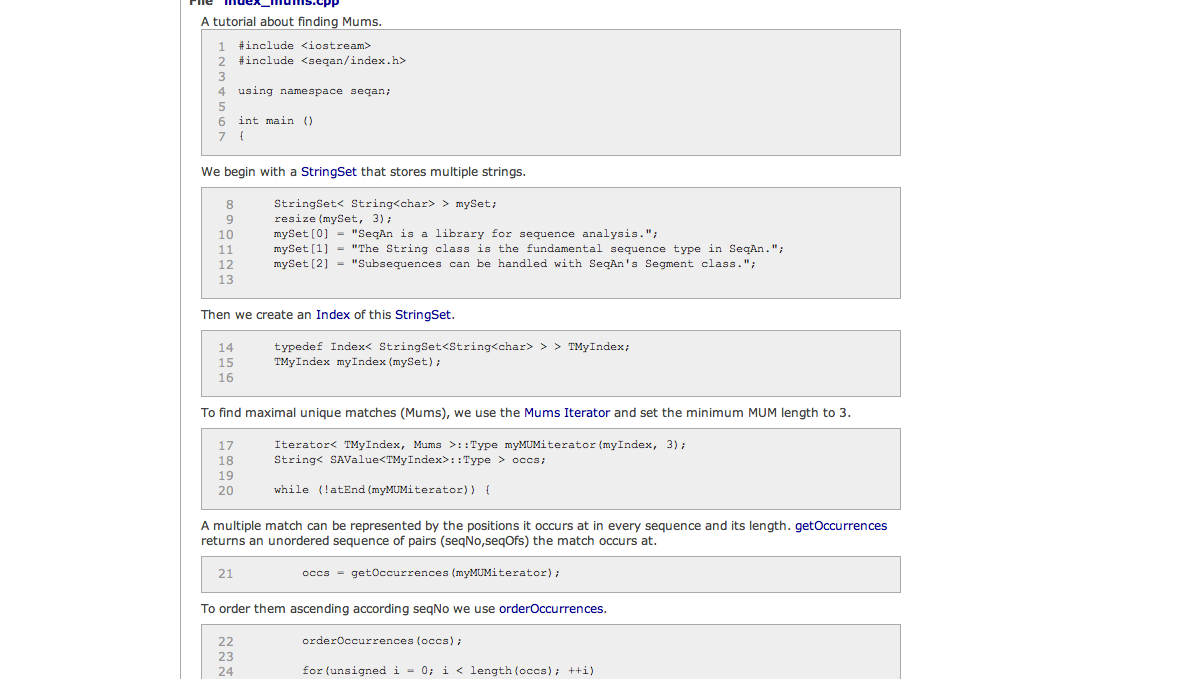 File "index_mums.cpp"
A tutorial about finding Mums.
1 #include <iostream>
2 #include <seqan/index.h>
3
4 using namespace seqan;
5
6 int main ()
7 {
We begin with a StringSet that stores multiple strings.
8 StringSet< String<char> > mySet;
9 resize(mySet, 3);
10 mySet[0] = "SeqAn is a library for sequence analysis.";
11 mySet[1] = "The String class is the fundamental sequence type in SeqAn.";
12 mySet[2] = "Subsequences can be handled with SeqAn's Segment class.";
13
Then we create an Index of this StringSet.
14 typedef Index< StringSet<String<char> > > TMyIndex;
15 TMyIndex myIndex(mySet);
16
To find maximal unique matches (Mums), we use the Mums Iterator and set the minimum MUM length to 3.
17 Iterator< TMyIndex, Mums >::Type myMUMiterator(myIndex, 3);
18 String< SAValue<TMyIndex>::Type > occs;
19
20 while (!atEnd(myMUMiterator)) {
A multiple match can be represented by the positions it occurs at in every sequence and its length. getOccurrences
returns an unordered sequence of pairs (seqNo,seqOfs) the match occurs at.
21 occs = getOccurrences(myMUMiterator);
To order them ascending according seqNo we use orderOccurrences.
22 orderOccurrences(occs);
23
24 for(unsigned i = 0; i < length(occs); ++i)